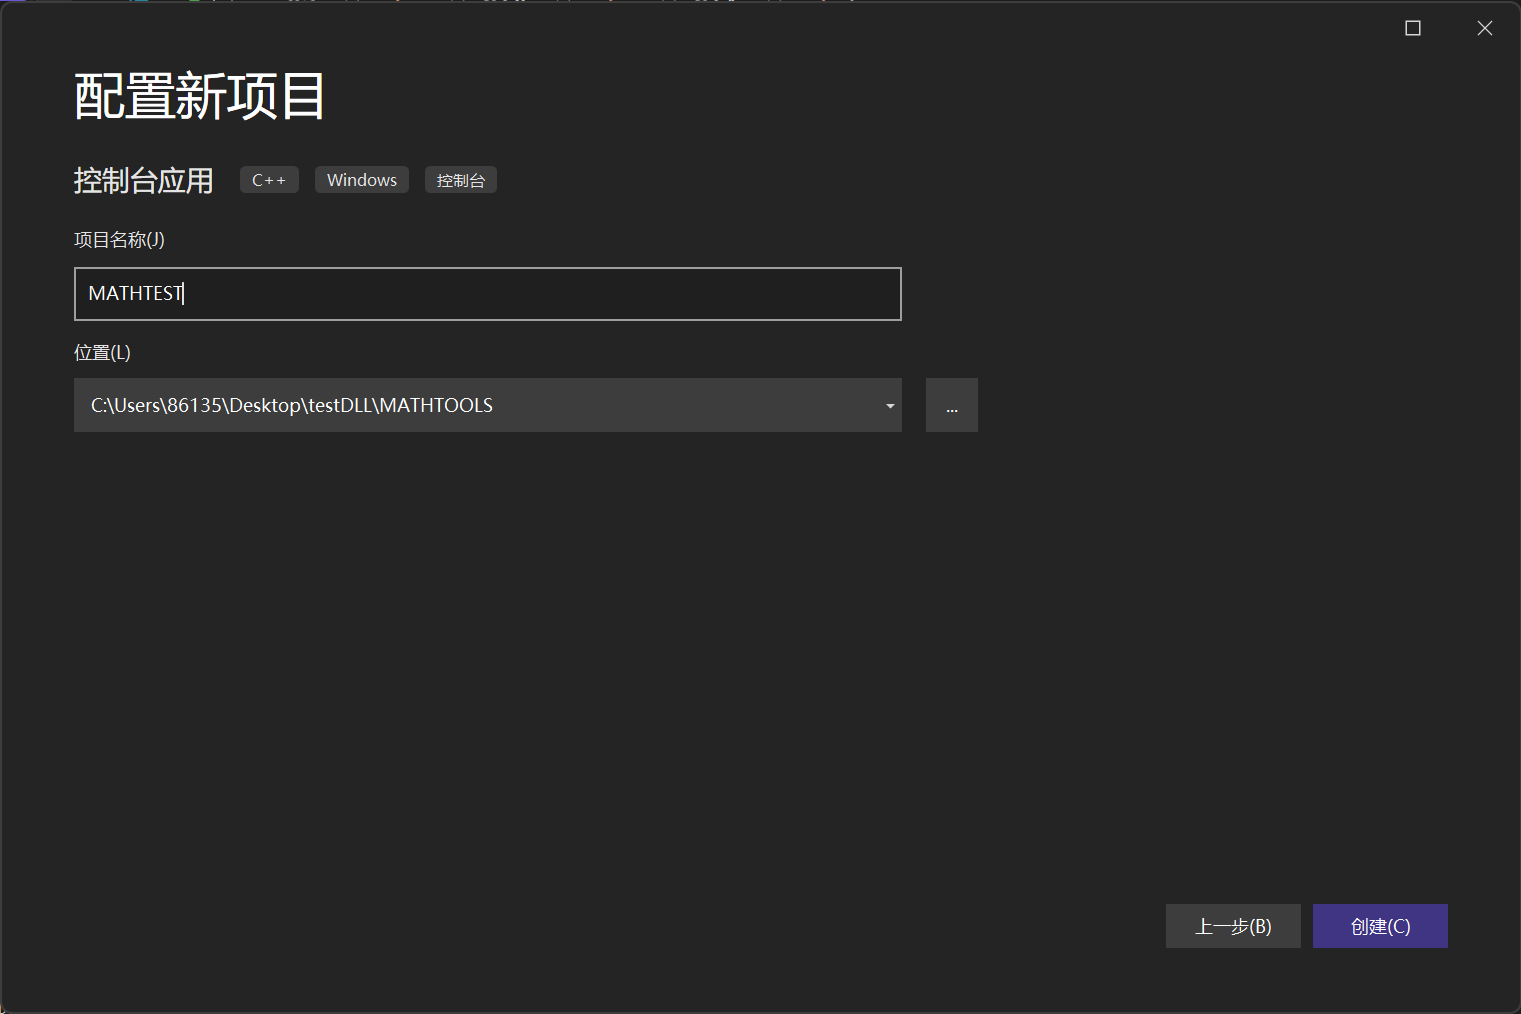 配置新项目
控制台应用 C++ Windows 控制台
项目名称(J)
MATHTEST
位置(L)
C:\Users\86135\Desktop\testDLL\MATHTOOLS ...
上一步(B) 创建(C)